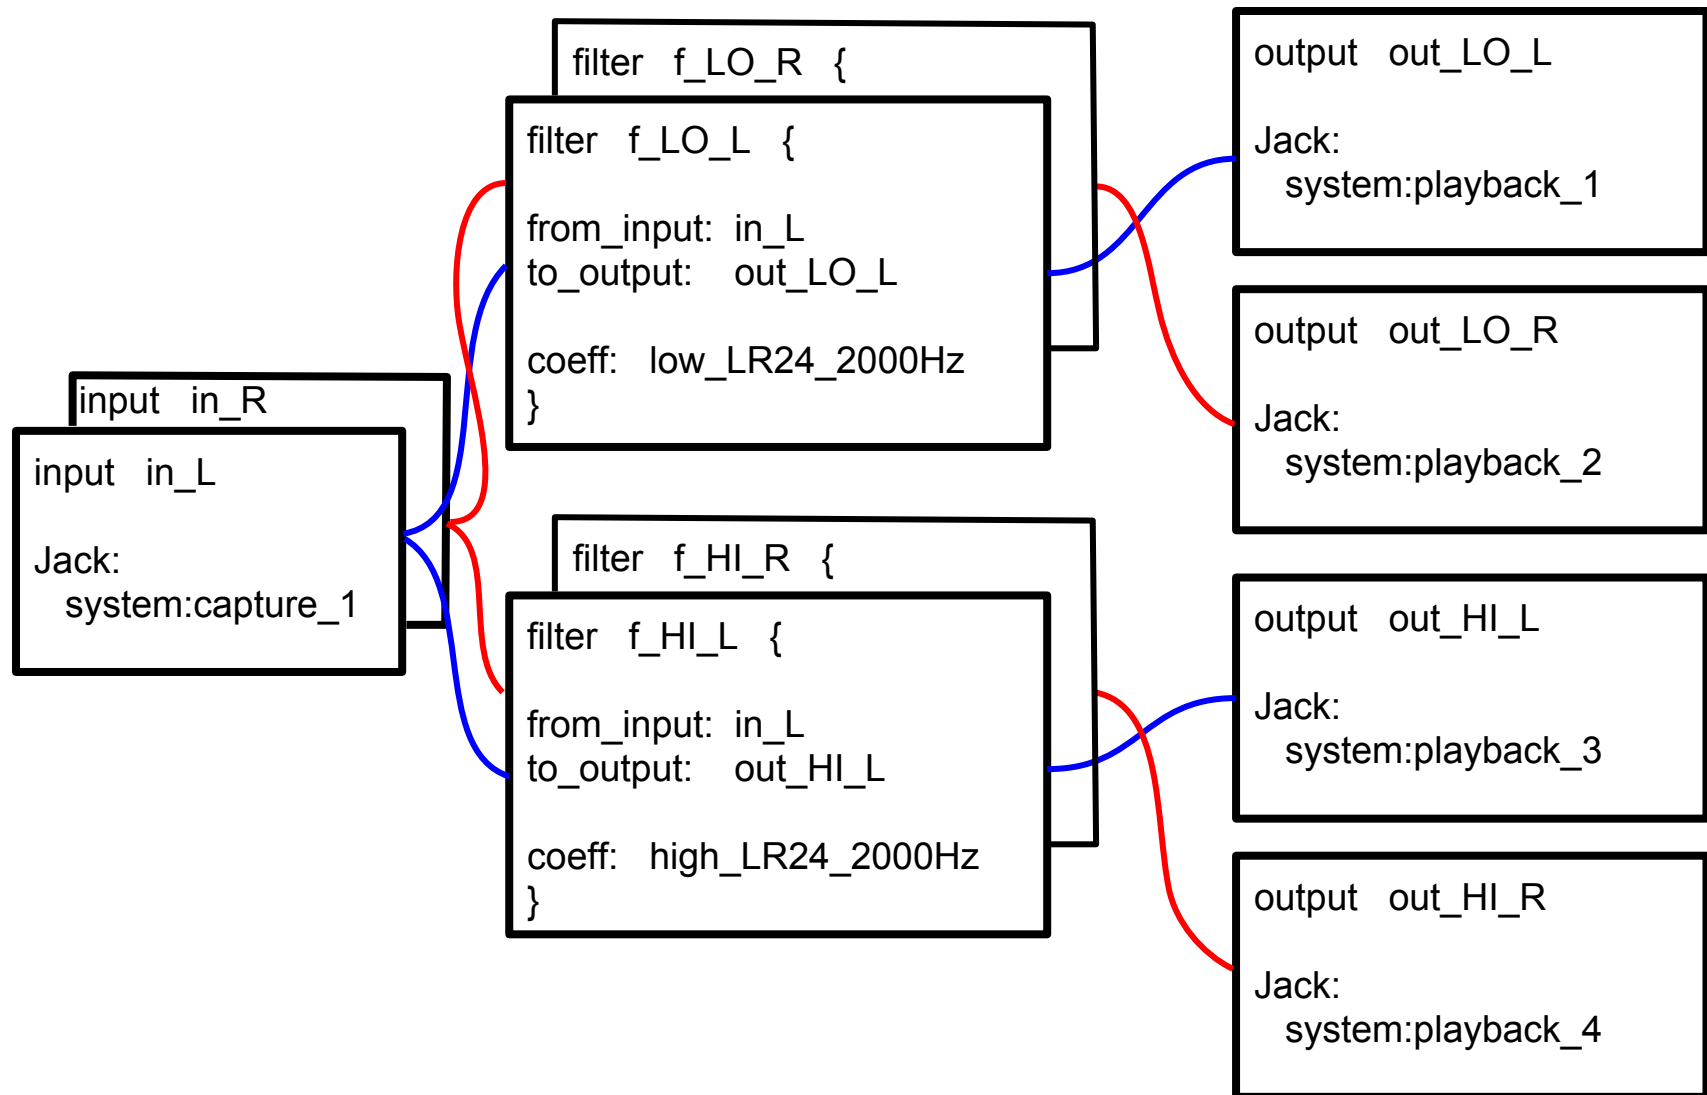 input in_R
input in_L
Jack:
system:capture_1
filter f_LO_R {
filter f_LO_L {
from_input: in_L
to_output: out_LO_L
coeff: low_LR24_2000Hz
}
filter f_HI_R {
filter f_HI_L {
from_input: in_L
to_output: out_HI_L
coeff: high_LR24_2000Hz
}
output out_LO_L
Jack:
system:playback_1
output out_LO_R
Jack:
system:playback_2
output out_HI_L
Jack:
system:playback_3
output out_HI_R
Jack:
system:playback_4